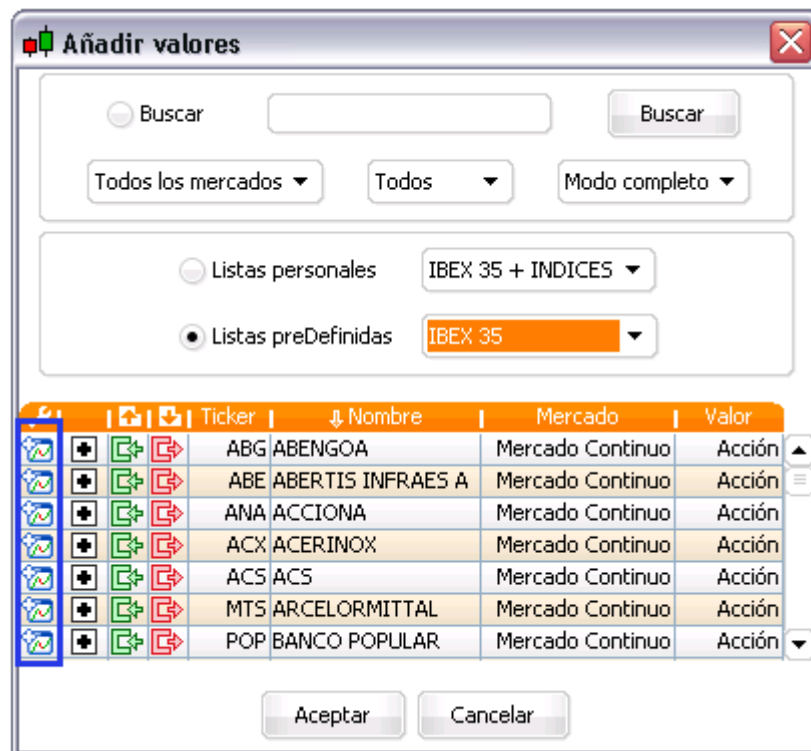 Añadir valores
Buscar Buscar
Todos los mercados Todos Modo completo
Listas personales IBEX 35 + INDICES
Listas preDefinidas IBEX 35
Ticker Nombre Mercado Valor
ABG ABENGOA Mercado Continuo Acción
ABE ABERTIS INFRAES A Mercado Continuo Acción
ANA ACCIONA Mercado Continuo Acción
ACX ACERINOX Mercado Continuo Acción
ACS ACS Mercado Continuo Acción
MTS ARCELORMITTAL Mercado Continuo Acción
POP BANCO POPULAR Mercado Continuo Acción
Aceptar Cancelar